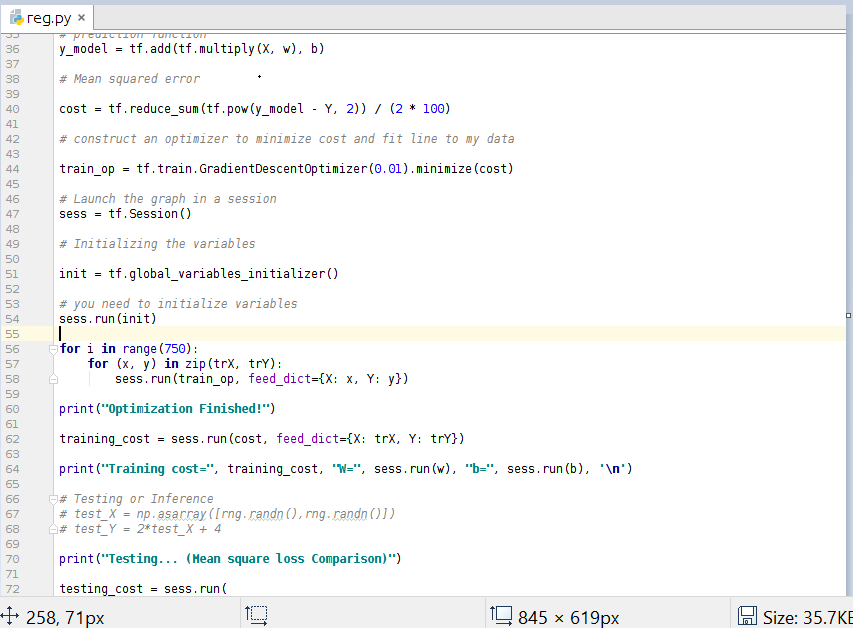 reg.py ×
35 # prediction function
36 y_model = tf.add(tf.multiply(X, w), b)
37
38 # Mean squared error
39
40 cost = tf.reduce_sum(tf.pow(y_model - Y, 2)) / (2 * 100)
41
42 # construct an optimizer to minimize cost and fit line to my data
43
44 train_op = tf.train.GradientDescentOptimizer(0.01).minimize(cost)
45
46 # Launch the graph in a session
47 sess = tf.Session()
48
49 # Initializing the variables
50
51 init = tf.global_variables_initializer()
52
53 # you need to initialize variables
54 sess.run(init)
55
56 for i in range(750):
57     for (x, y) in zip(trX, trY):
58         sess.run(train_op, feed_dict={X: x, Y: y})
59
60 print("Optimization Finished!")
61
62 training_cost = sess.run(cost, feed_dict={X: trX, Y: trY})
63
64 print("Training cost=", training_cost, "W=", sess.run(w), "b=", sess.run(b), '\n')
65
66 # Testing or Inference
67 # test_X = np.asarray([rng.randn(),rng.randn()])
68 # test_Y = 2*test_X + 4
69
70 print("Testing... (Mean square loss Comparison)")
71
72 testing_cost = sess.run(
258, 71px 845 × 619px Size: 35.7KB